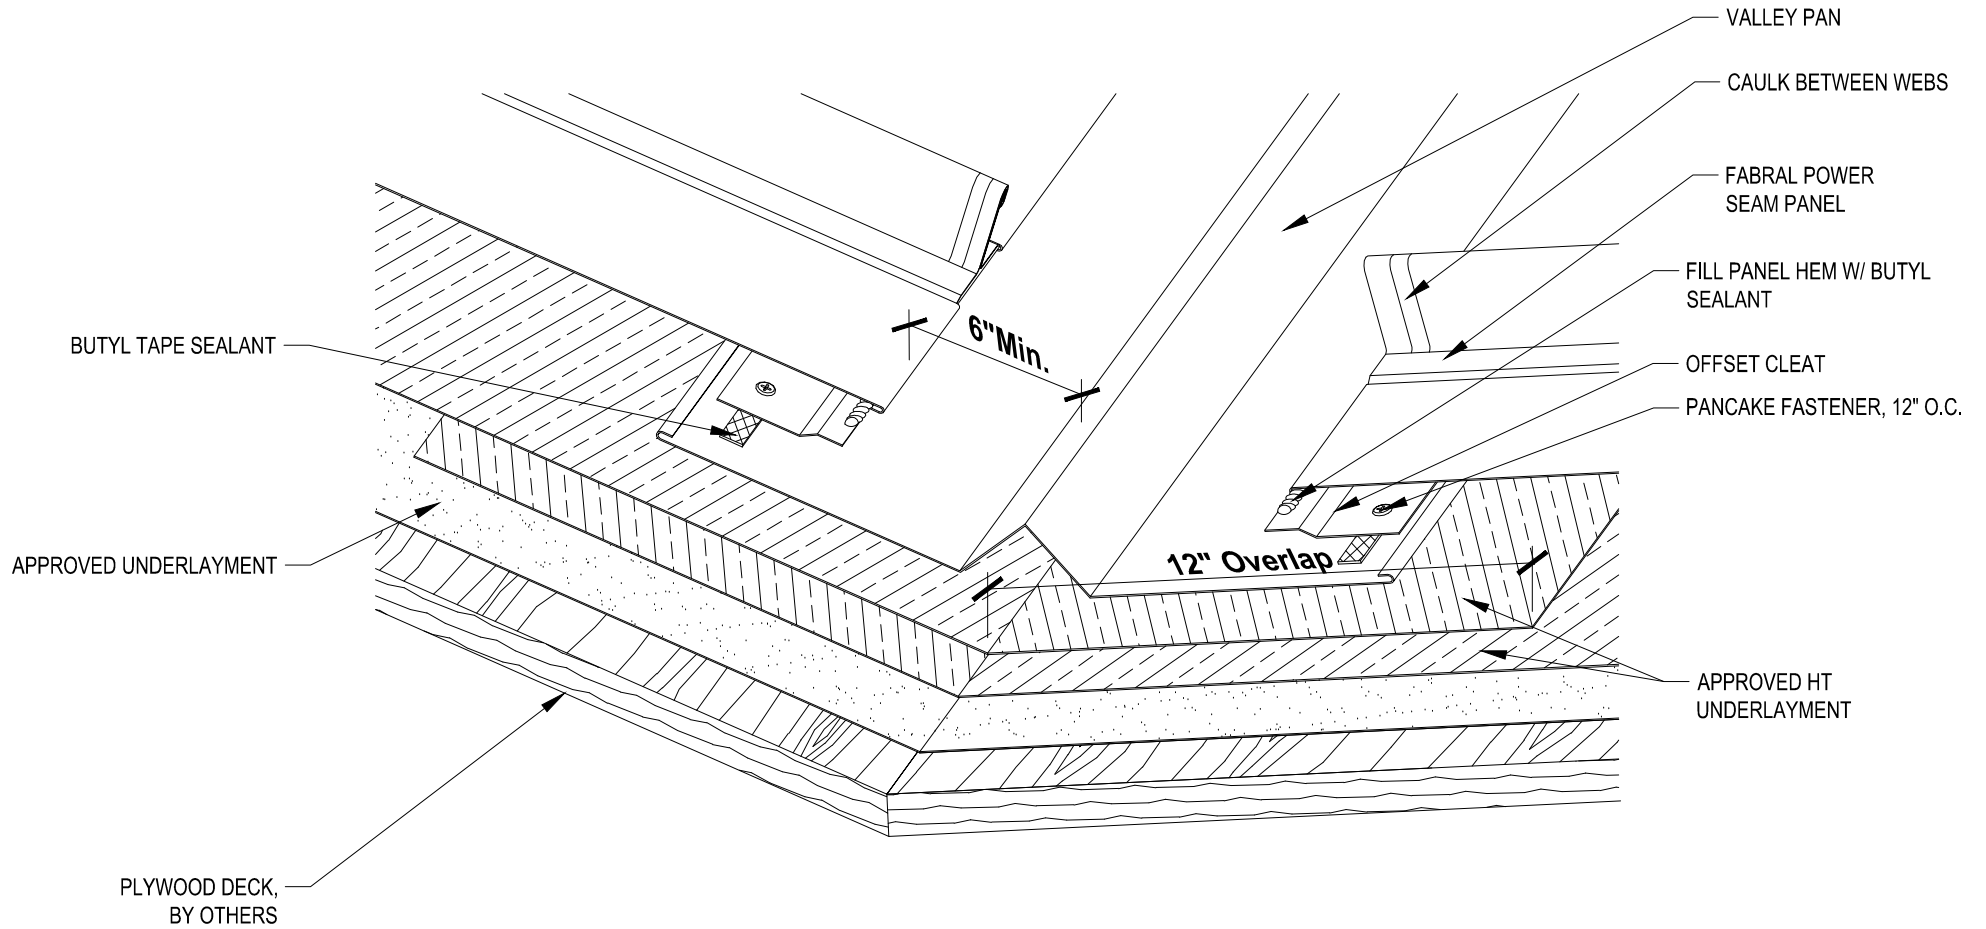 VALLEY PAN
CAULK BETWEEN WEBS
FABRAL POWER
SEAM PANEL
FILL PANEL HEM W/ BUTYL
SEALANT
6"Min.
BUTYL TAPE SEALANT
OFFSET CLEAT
PANCAKE FASTENER, 12" O.C.
12" Overlap
APPROVED UNDERLAYMENT
APPROVED HT
UNDERLAYMENT
PLYWOOD DECK,
BY OTHERS